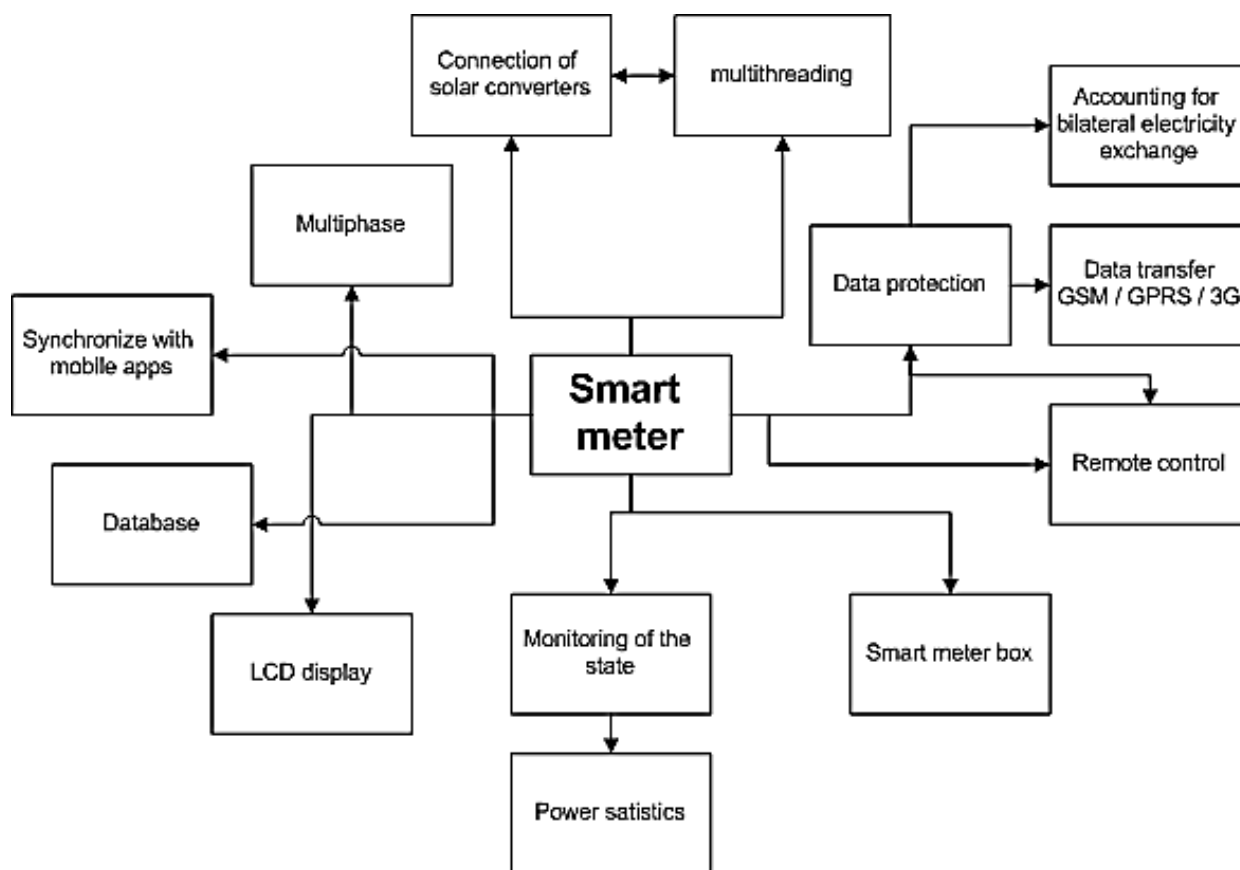 Connection of
solar converters
multithreading
Accounting for
bilateral electricity
exchange
Multiphase
Data protection
Data transfer
GSM / GPRS / 3G
Synchronize with
mobile apps
Smart
meter
Remote control
Database
LCD display
Monitoring of the
state
Smart meter box
Power satistics